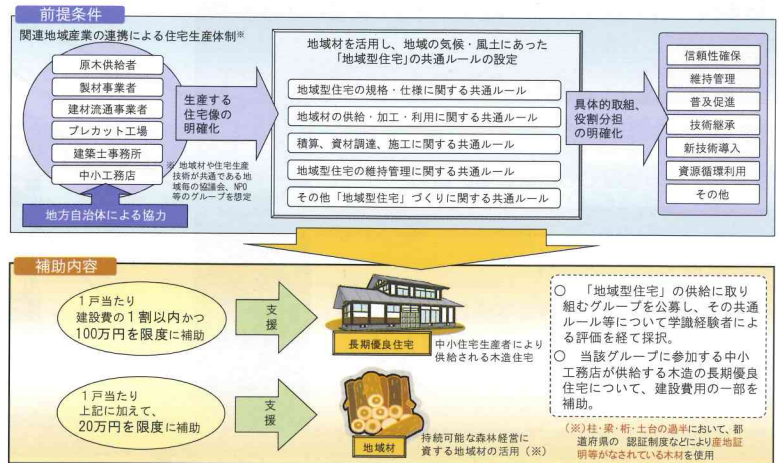 前提条件
関連地域産業の連携による住宅生産体制※
原木供給者
製材事業者
建材流通事業者
プレカット工場
建築士事務所
中小工務店
※ 地域材や住宅生産
技術が共通である地
域毎の協議会、NPO
等のグループを想定
地方自治体による協力
生産する
住宅像の
明確化
地域材を活用し、地域の気候・風土にあった
「地域型住宅」の共通ルールの設定
地域型住宅の規格・仕様に関する共通ルール
地域材の供給・加工・利用に関する共通ルール
積算、資材調達、施工に関する共通ルール
地域型住宅の維持管理に関する共通ルール
その他「地域型住宅」づくりに関する共通ルール
具体的取組、
役割分担
の明確化
信頼性確保
維持管理
普及促進
技術継承
新技術導入
資源循環利用
その他
補助内容
1戸当たり
建設費の1割以内かつ
100万円を限度に補助
支
援
長期優良住宅
中小住宅生産者により
供給される木造住宅
1戸当たり
上記に加えて、
20万円を限度に補助
支
援
地域材
持続可能な森林経営に
資する地域材の活用(※)
○ 「地域型住宅」の供給に取り
組むグループを公募し、その共通
ルール等について学識経験者によ
る評価を経て採択。
○ 当該グループに参加する中小
工務店が供給する木造の長期優良
住宅について、建設費用の一部を
補助。
(※)柱・梁・桁・土台の過半において、都
道府県の 認証制度などにより産地証
明等がなされている木材を使用